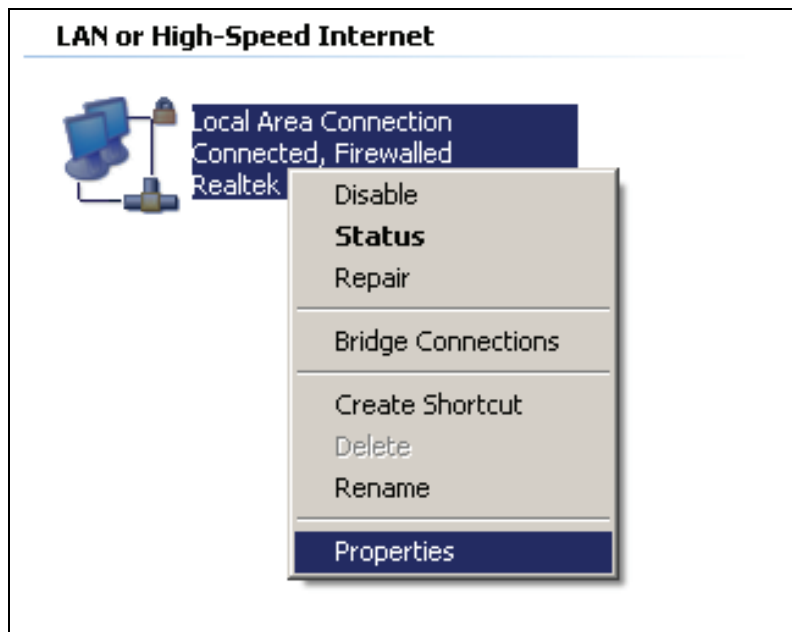 LAN or High-Speed Internet
Local Area Connection
Connected, Firewalled
Realtek
Disable
Status
Repair
Bridge Connections
Create Shortcut
Delete
Rename
Properties